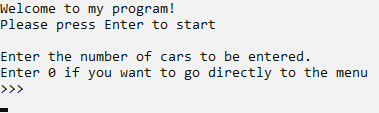 Welcome to my program!
Please press Enter to start
Enter the number of cars to be entered.
Enter 0 if you want to go directly to the menu
>>>